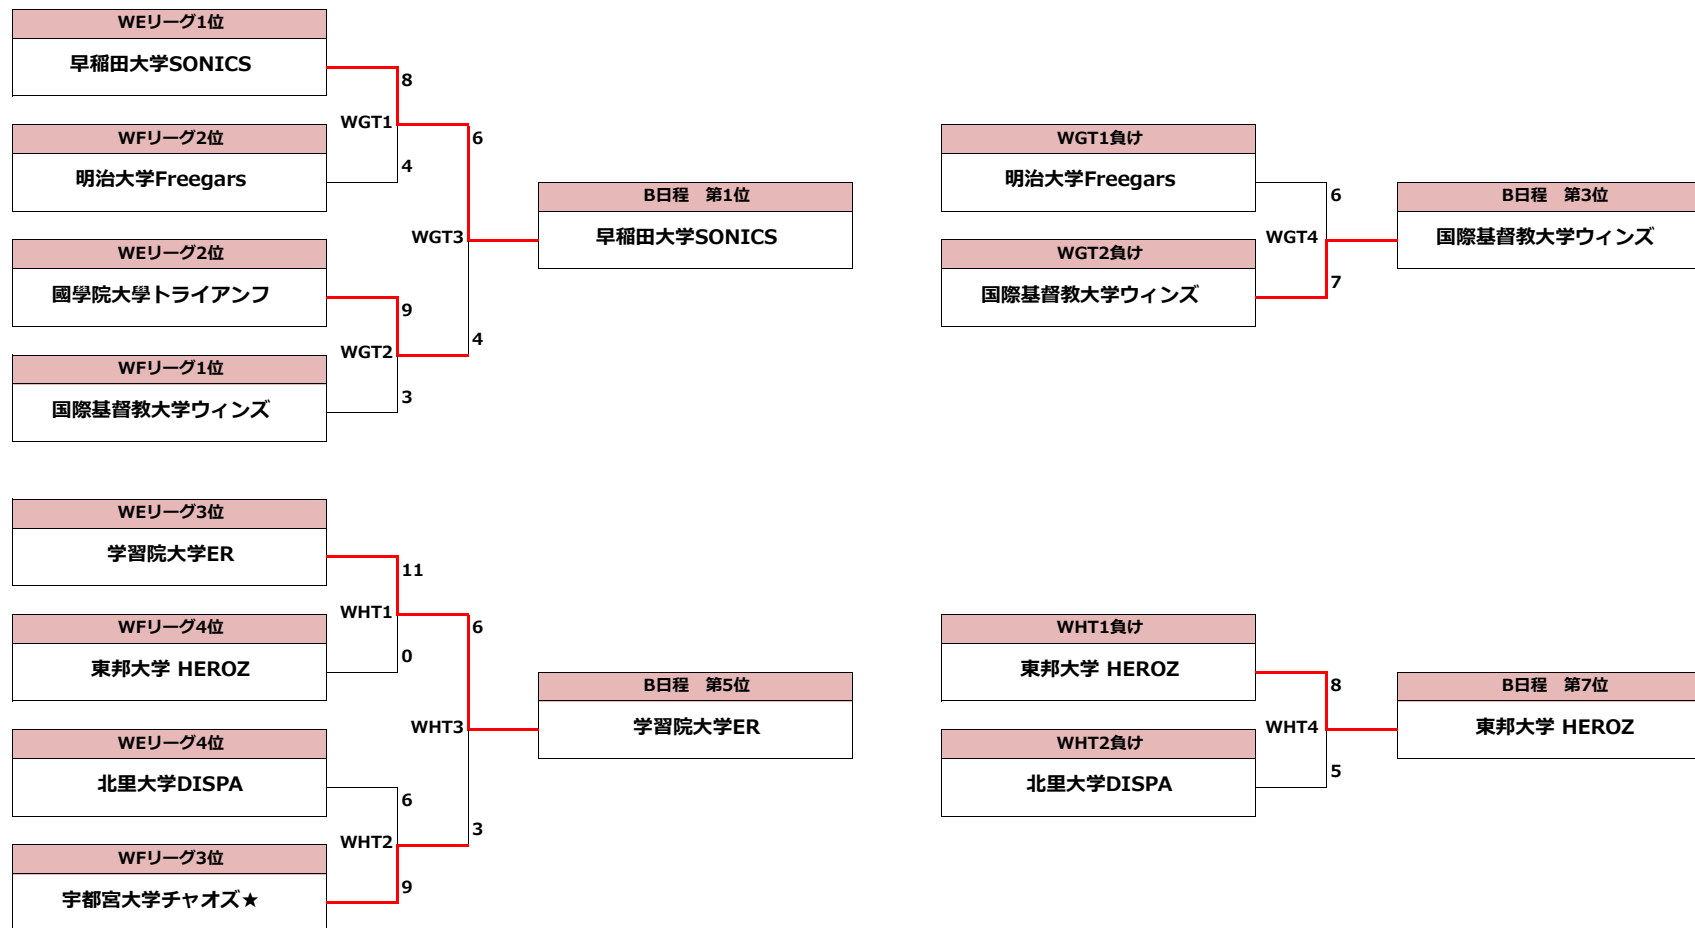 WEリーグ1位
早稲田大学SONICS
8
WGT1
WFリーグ2位
明治大学Freegars
4
6
WGT3
B日程　第1位
早稲田大学SONICS
WEリーグ2位
國學院大學トライアンフ
9
WGT2
4
WFリーグ1位
国際基督教大学ウィンズ
3
WGT1負け
明治大学Freegars
6
WGT4
WGT2負け
国際基督教大学ウィンズ
7
B日程　第3位
国際基督教大学ウィンズ
WEリーグ3位
学習院大学ER
11
WHT1
WFリーグ4位
東邦大学 HEROZ
0
6
WHT3
B日程　第5位
学習院大学ER
WEリーグ4位
北里大学DISPA
6
WHT2
3
WFリーグ3位
宇都宮大学チャオズ★
9
WHT1負け
東邦大学 HEROZ
8
WHT4
WHT2負け
北里大学DISPA
5
B日程　第7位
東邦大学 HEROZ